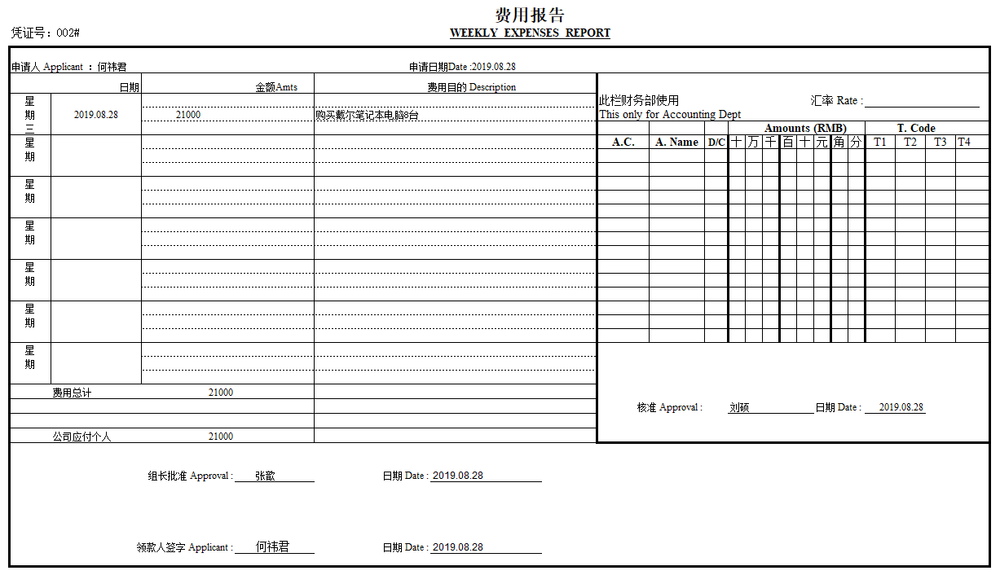 费用报告
凭证号：002#
WEEKLY EXPENSES REPORT
申请人 Applicant ：何祎君 申请日期Date :2019.08.28
日期 金额Amts 费用目的 Description
此栏财务部使用 汇率 Rate :
This only for Accounting Dept
星期三 2019.08.28 21000 购买戴尔笔记本电脑8台
Amounts (RMB) T. Code
A.C. A. Name D/C 十 万 千 百 十 元 角 分 T1 T2 T3 T4
星期
星期
星期
星期
星期
星期
费用总计 21000
核准 Approval : 刘硕 日期 Date : 2019.08.28
公司应付个人 21000
组长批准 Approval : 张歆 日期 Date : 2019.08.28
领款人签字 Applicant : 何祎君 日期 Date : 2019.08.28